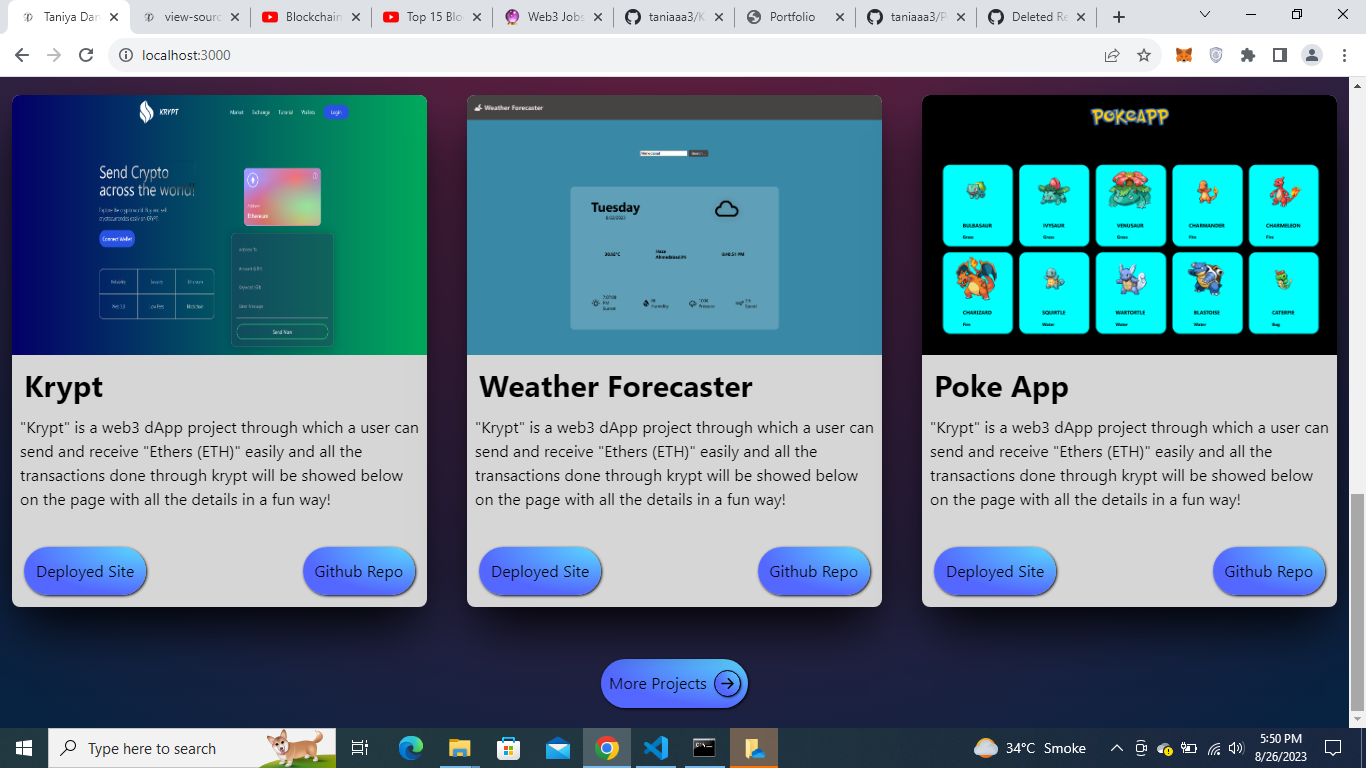 Taniya Dan
view-sourc
Blockchain
Top 15 Blo
Web3 Jobs
taniaaa3/K
Portfolio
taniaaa3/P
Deleted Re
localhost:3000
KRYPT
Market Exchange Tutorial Wallets Login
Send Crypto
across the world!
Connect Wallet
Ethereum
Send Now
Weather Forecaster
Tuesday
POKEAPP
BULBASAUR IVYSAUR VENUSAUR CHARMANDER CHARMELEON
Grass Grass Grass Fire Fire
CHARIZARD SQUIRTLE WARTORTLE BLASTOISE CATERPIE
Fire Water Water Water Bug
Krypt
"Krypt" is a web3 dApp project through which a user can
send and receive "Ethers (ETH)" easily and all the
transactions done through krypt will be showed below
on the page with all the details in a fun way!
Deployed Site
Github Repo
Weather Forecaster
"Krypt" is a web3 dApp project through which a user can
send and receive "Ethers (ETH)" easily and all the
transactions done through krypt will be showed below
on the page with all the details in a fun way!
Deployed Site
Github Repo
Poke App
"Krypt" is a web3 dApp project through which a user can
send and receive "Ethers (ETH)" easily and all the
transactions done through krypt will be showed below
on the page with all the details in a fun way!
Deployed Site
Github Repo
More Projects
Type here to search
34°C Smoke
5:50 PM
8/26/2023